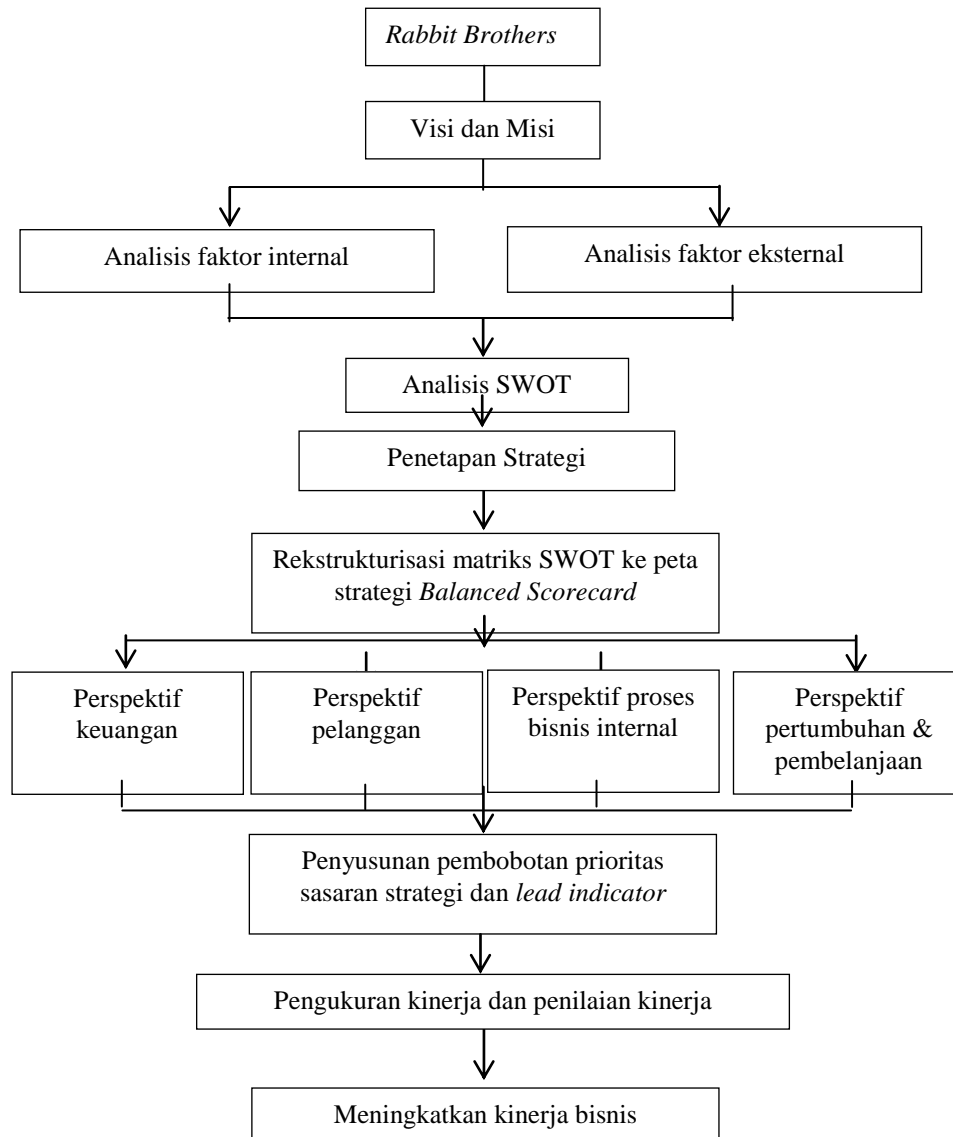 Rabbit Brothers
Visi dan Misi
Analisis faktor internal
Analisis faktor eksternal
Analisis SWOT
Penetapan Strategi
Rekstrukturisasi matriks SWOT ke peta
strategi Balanced Scorecard
Perspektif
keuangan
Perspektif
pelanggan
Perspektif proses
bisnis internal
Perspektif
pertumbuhan &
pembelanjaan
Penyusunan pembobotan prioritas
sasaran strategi dan lead indicator
Pengukuran kinerja dan penilaian kinerja
Meningkatkan kinerja bisnis